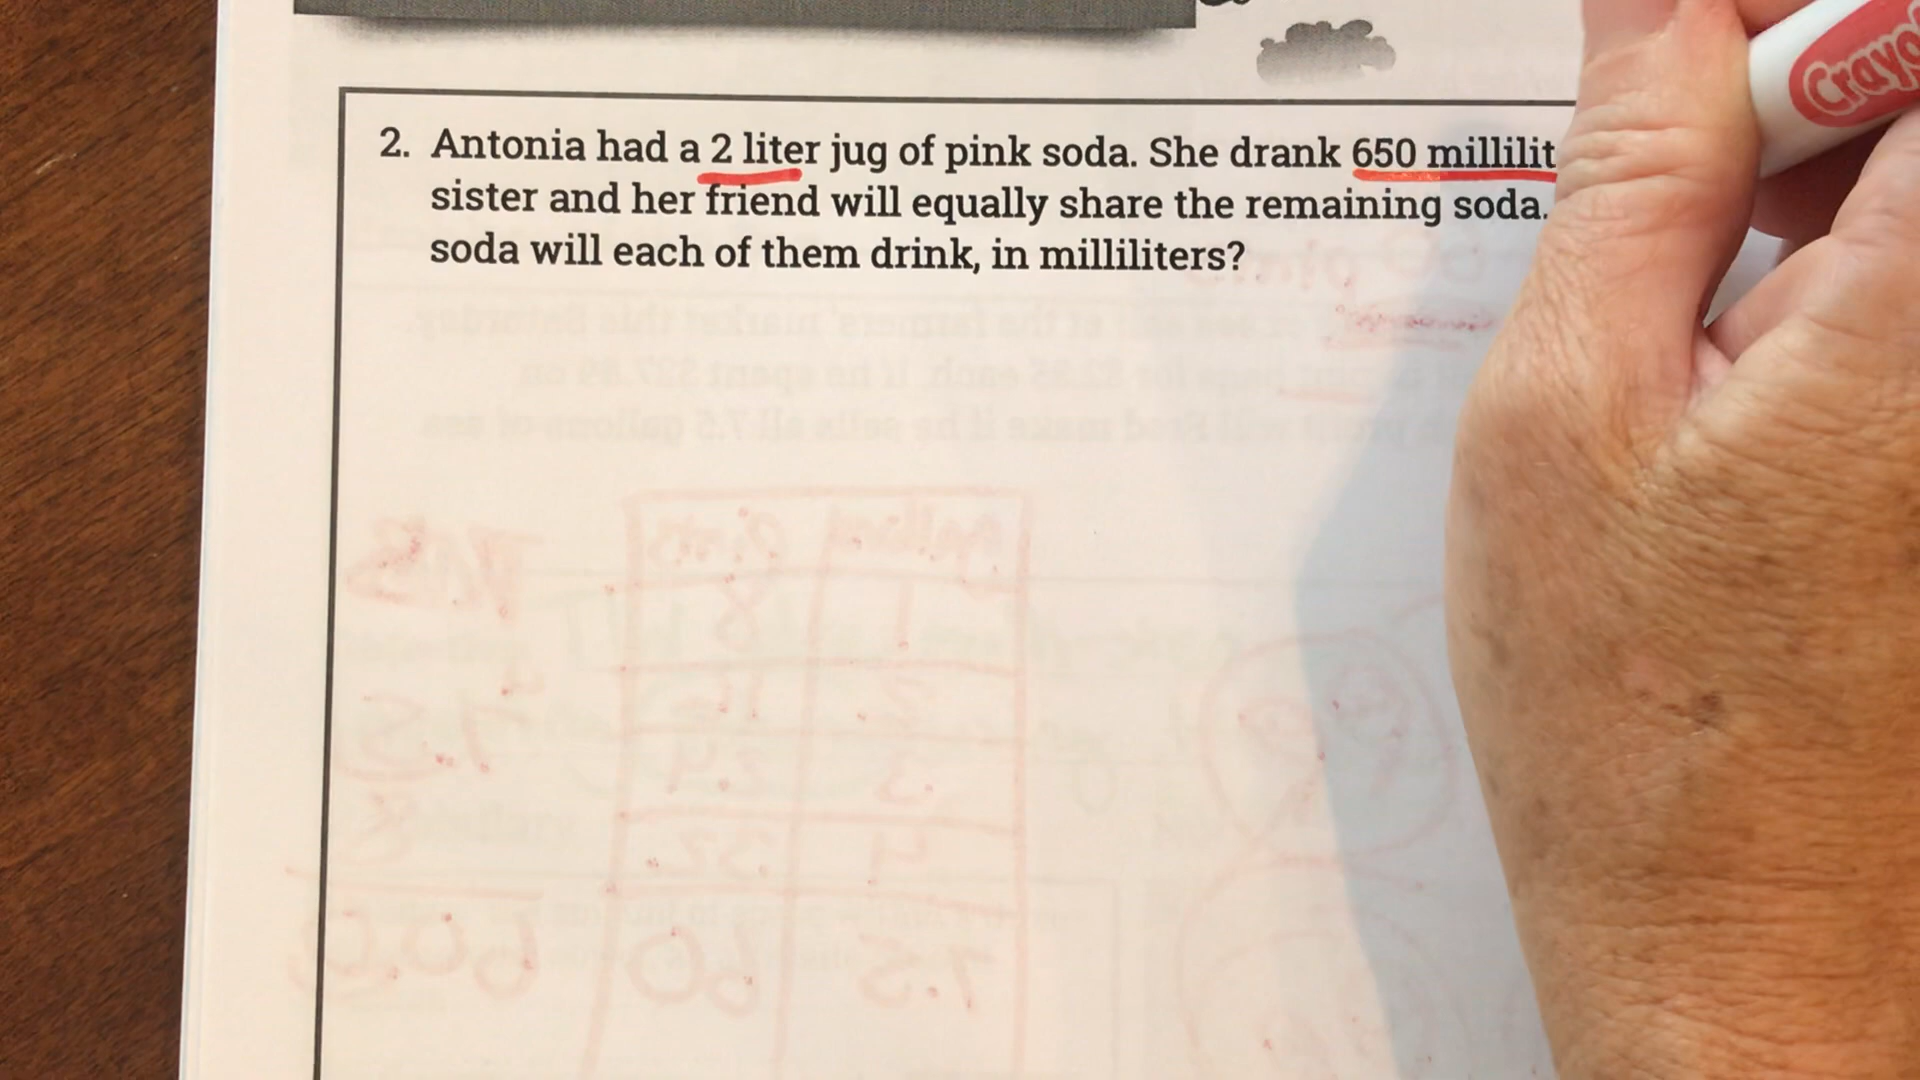 2. Antonia had a 2 liter jug of pink soda. She drank 650 millilit
sister and her friend will equally share the remaining soda.
soda will each of them drink, in milliliters?
Crayo